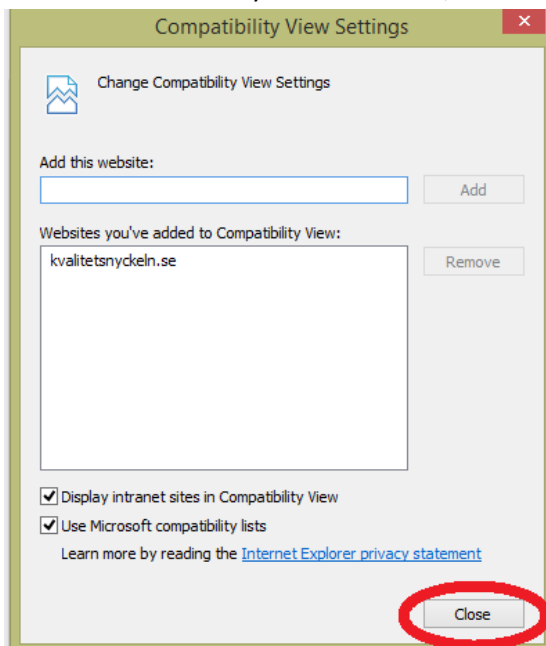 Compatibility View Settings
Change Compatibility View Settings
Add this website:
Add
Websites you've added to Compatibility View:
kvalitetsnyckeln.se
Remove
Display intranet sites in Compatibility View
Use Microsoft compatibility lists
Learn more by reading the Internet Explorer privacy statement
Close